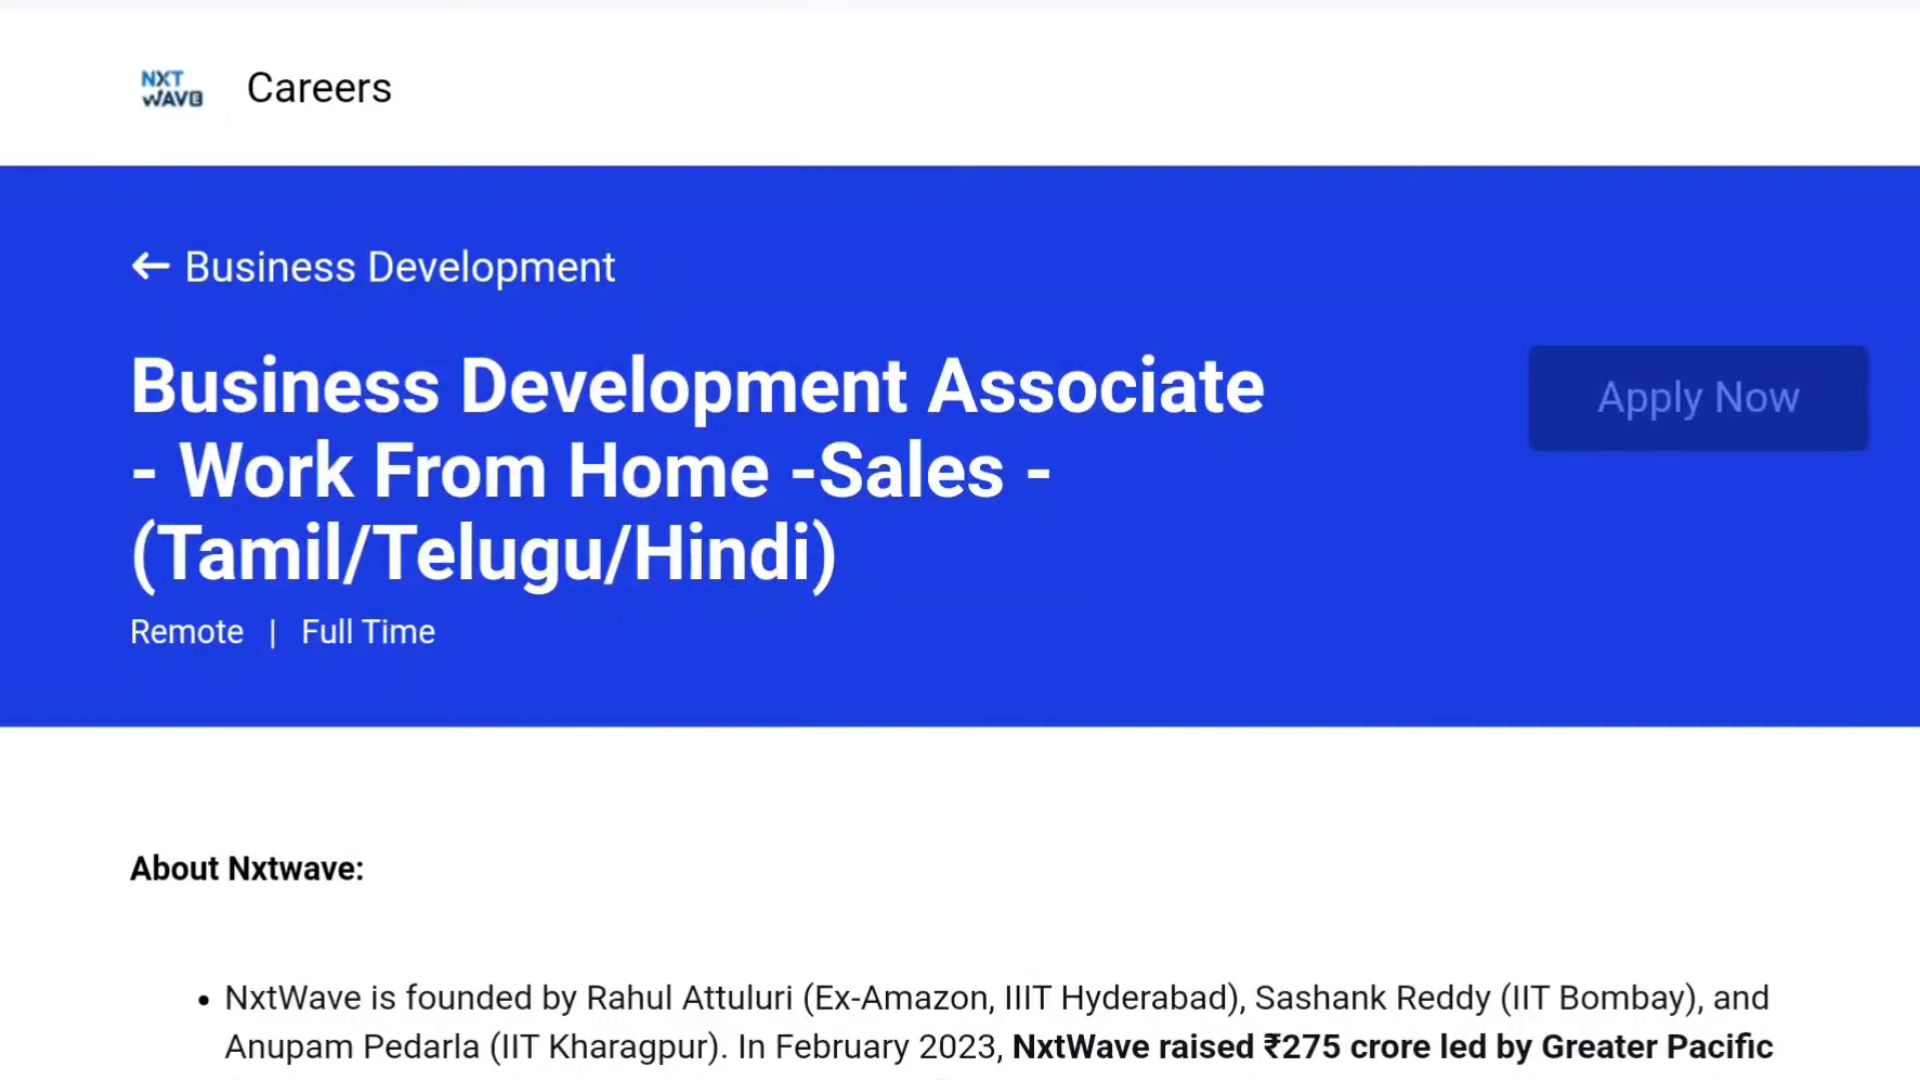 NXT
WAVE
Careers
← Business Development
Business Development Associate
- Work From Home -Sales -
(Tamil/Telugu/Hindi)
Apply Now
Remote | Full Time
About Nxtwave:
• NxtWave is founded by Rahul Attuluri (Ex-Amazon, IIIT Hyderabad), Sashank Reddy (IIT Bombay), and
Anupam Pedarla (IIT Kharagpur). In February 2023, NxtWave raised ₹275 crore led by Greater Pacific